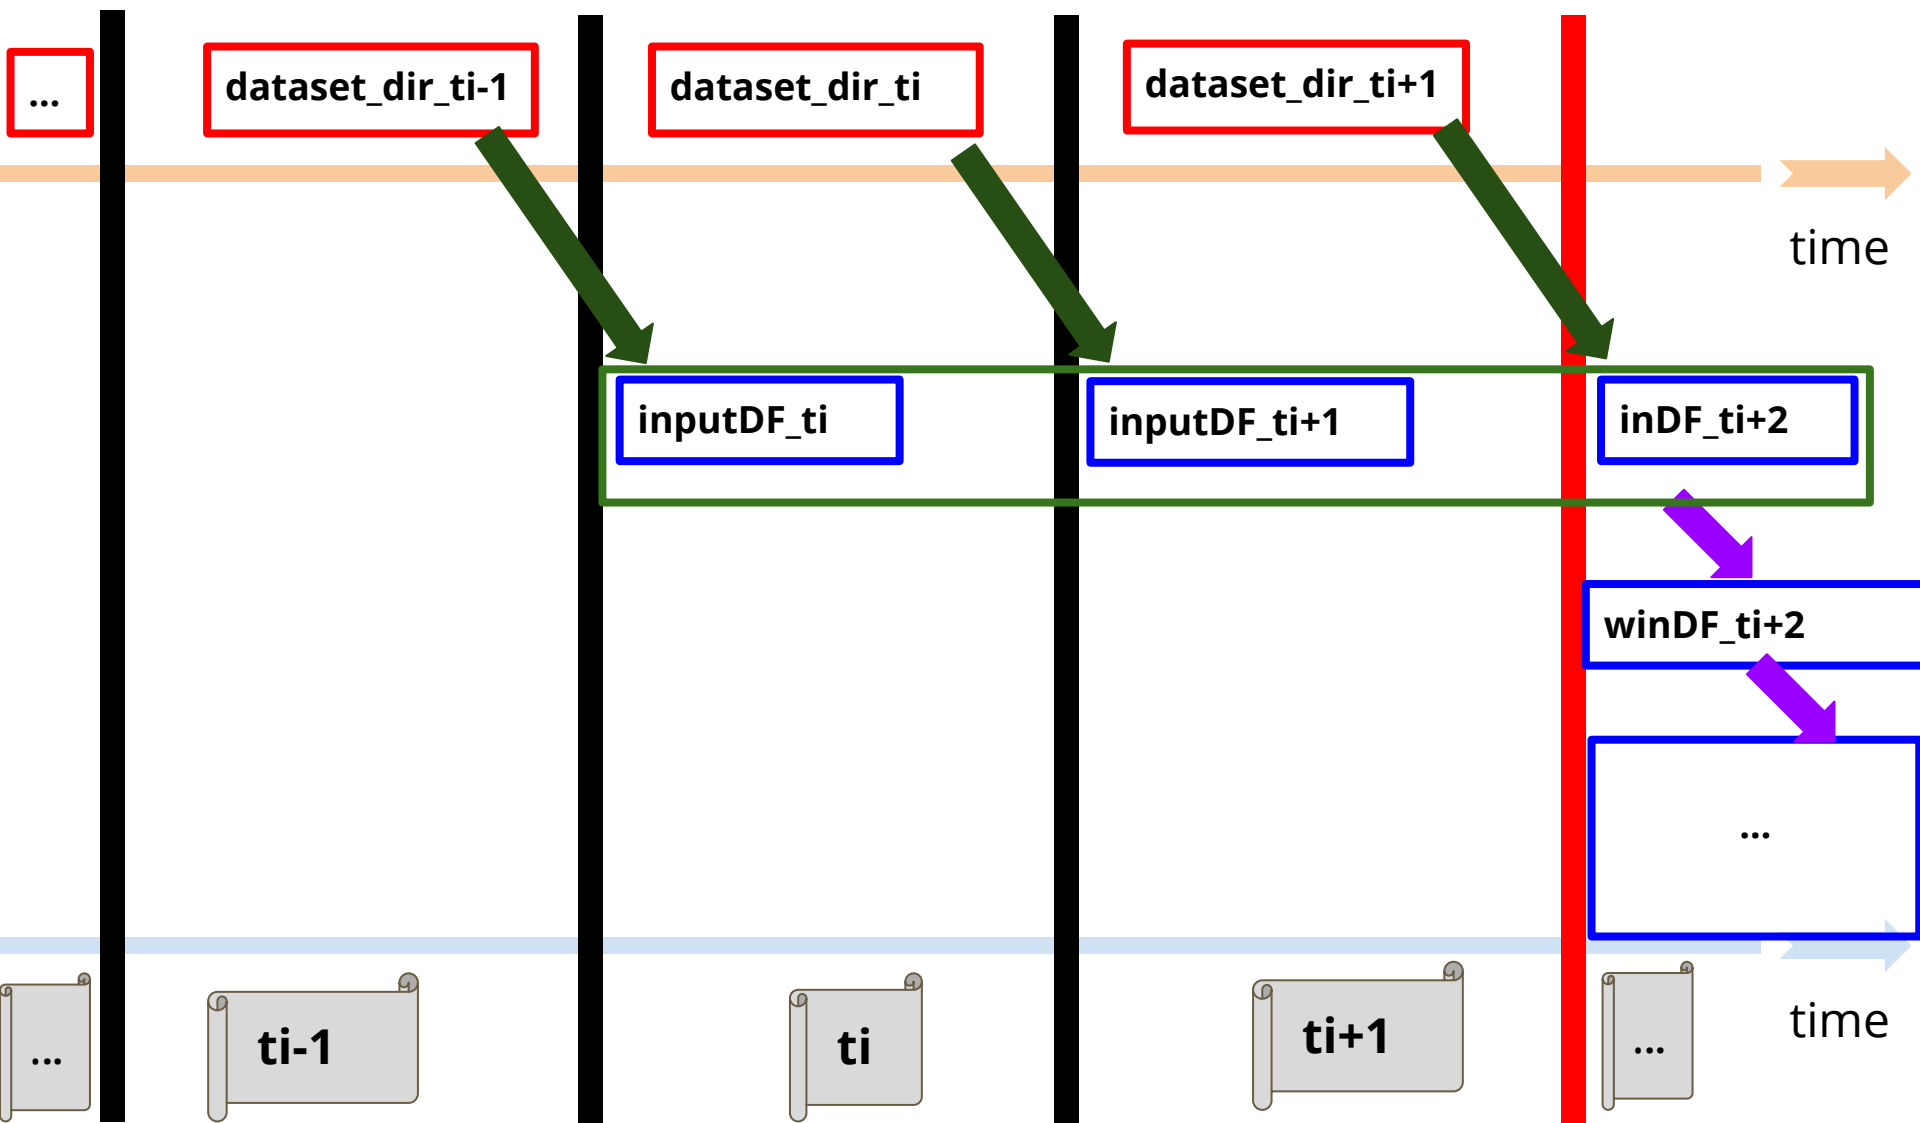 ...
dataset_dir_ti-1
dataset_dir_ti
dataset_dir_ti+1
time
inputDF_ti
inputDF_ti+1
inDF_ti+2
winDF_ti+2
...
...
ti-1
ti
ti+1
...
time